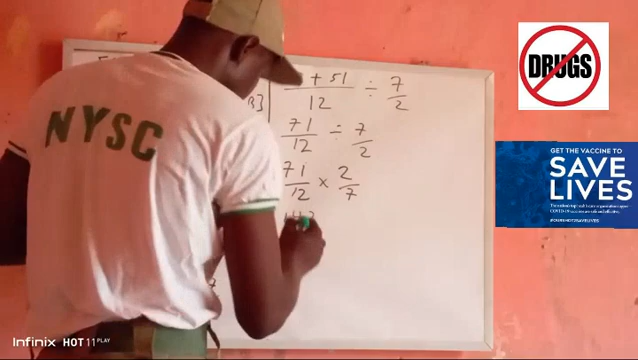 NYSC
B]
+ 51 ÷ 7
12 2
71 ÷ 7
12 2
71 × 2
12 7
DRUGS
GET THE VACCINE TO
SAVE
LIVES
Infinix HOT 11 PLAY